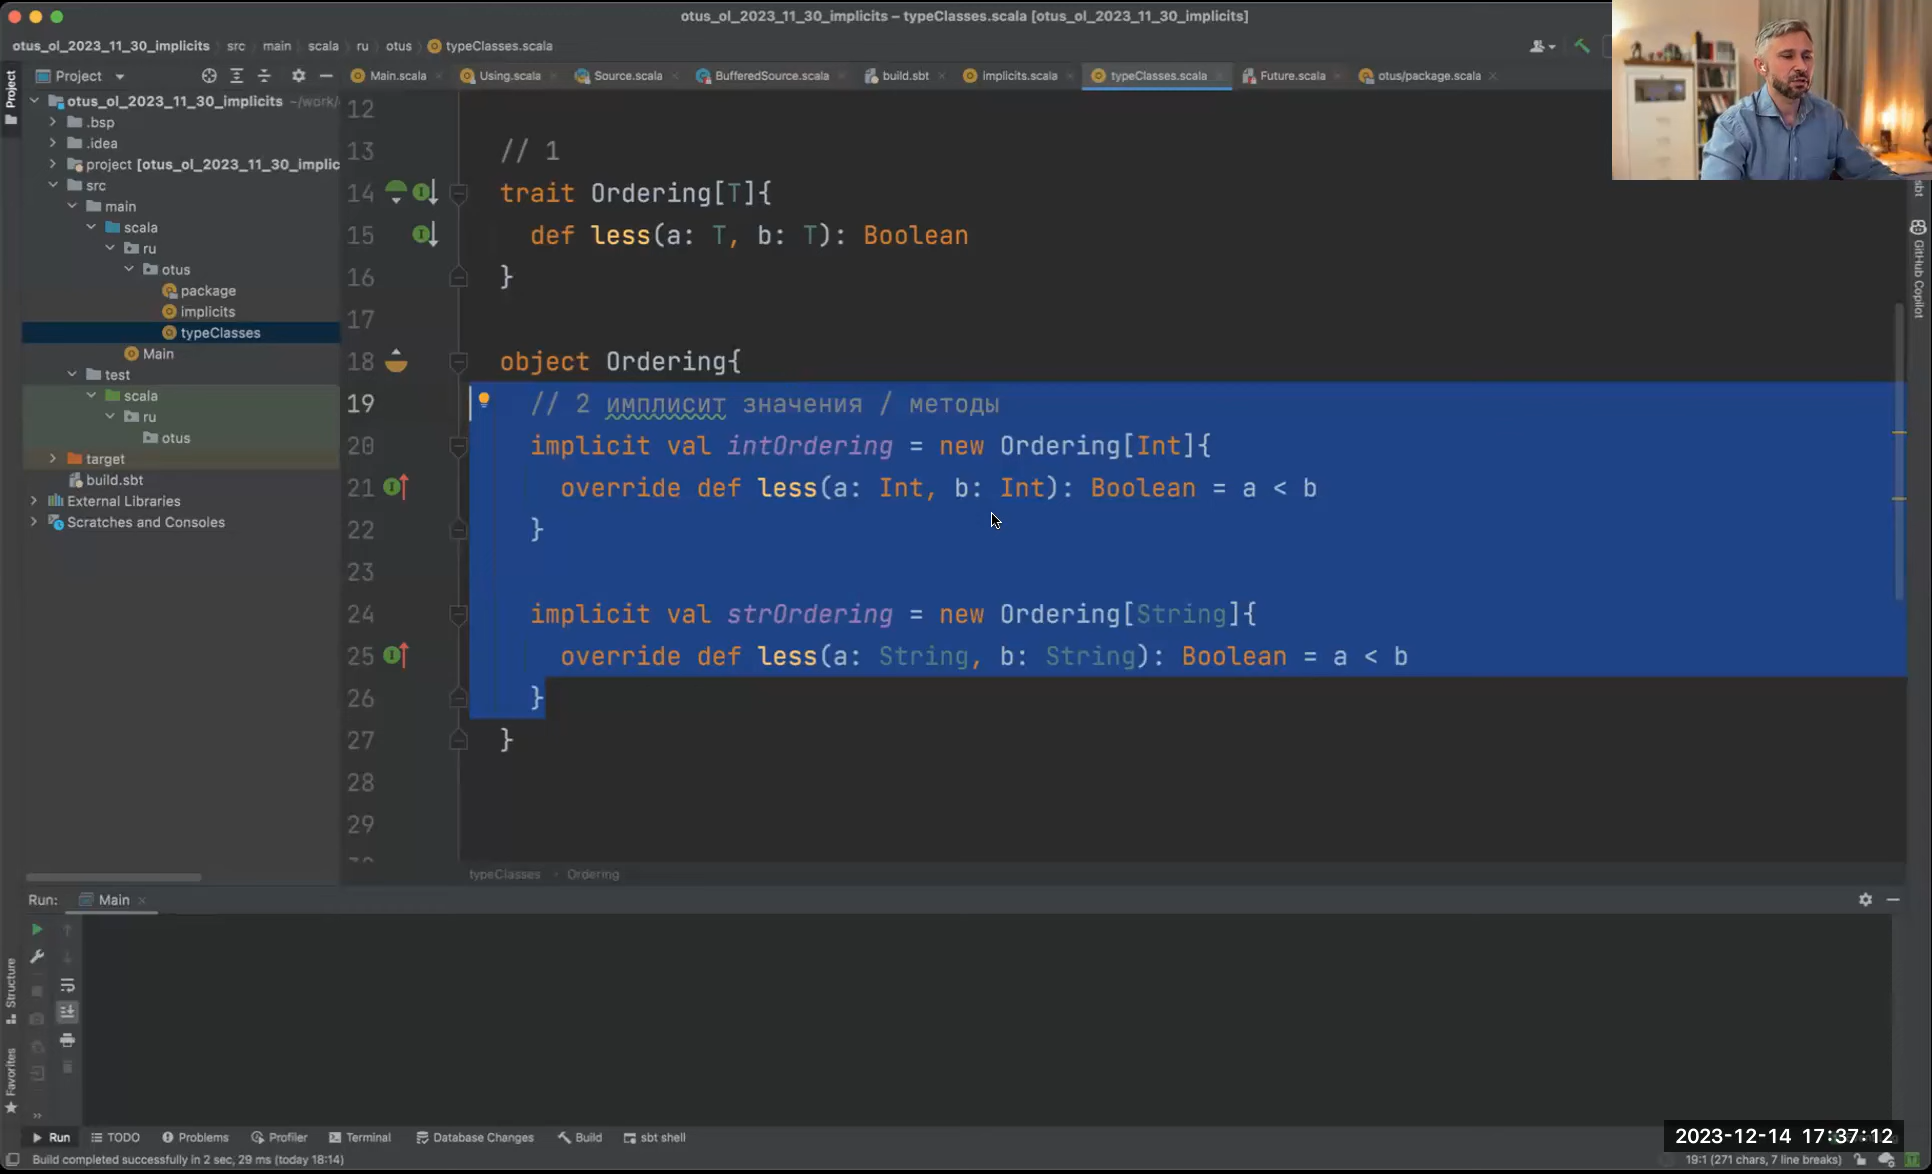 otus_ol_2023_11_30_implicits – typeClasses.scala [otus_ol_2023_11_30_implicits]
otus_ol_2023_11_30_implicits src main scala ru otus typeClasses.scala
Project
Main.scala Using.scala Source.scala BufferedSource.scala build.sbt implicits.scala typeClasses.scala Future.scala otus/package.scala
otus_ol_2023_11_30_implicits ~/work/
.bsp
.idea
project [otus_ol_2023_11_30_implic
src
main
scala
ru
otus
package
implicits
typeClasses
Main
test
scala
ru
otus
target
build.sbt
External Libraries
Scratches and Consoles
Project
Structure
Favorites
sbt
GitHub Copilot
12
13 // 1
14 trait Ordering[T]{
15 def less(a: T, b: T): Boolean
16 }
17
18 object Ordering{
19 // 2 имплисит значения / методы
20 implicit val intOrdering = new Ordering[Int]{
21 override def less(a: Int, b: Int): Boolean = a < b
22 }
23
24 implicit val strOrdering = new Ordering[String]{
25 override def less(a: String, b: String): Boolean = a < b
26 }
27 }
28
29
typeClasses Ordering
Run: Main
Run TODO Problems Profiler Terminal Database Changes Build sbt shell
2023-12-14 17:37:12
Build completed successfully in 2 sec, 29 ms (today 18:14)
19:1 (271 chars, 7 line breaks)